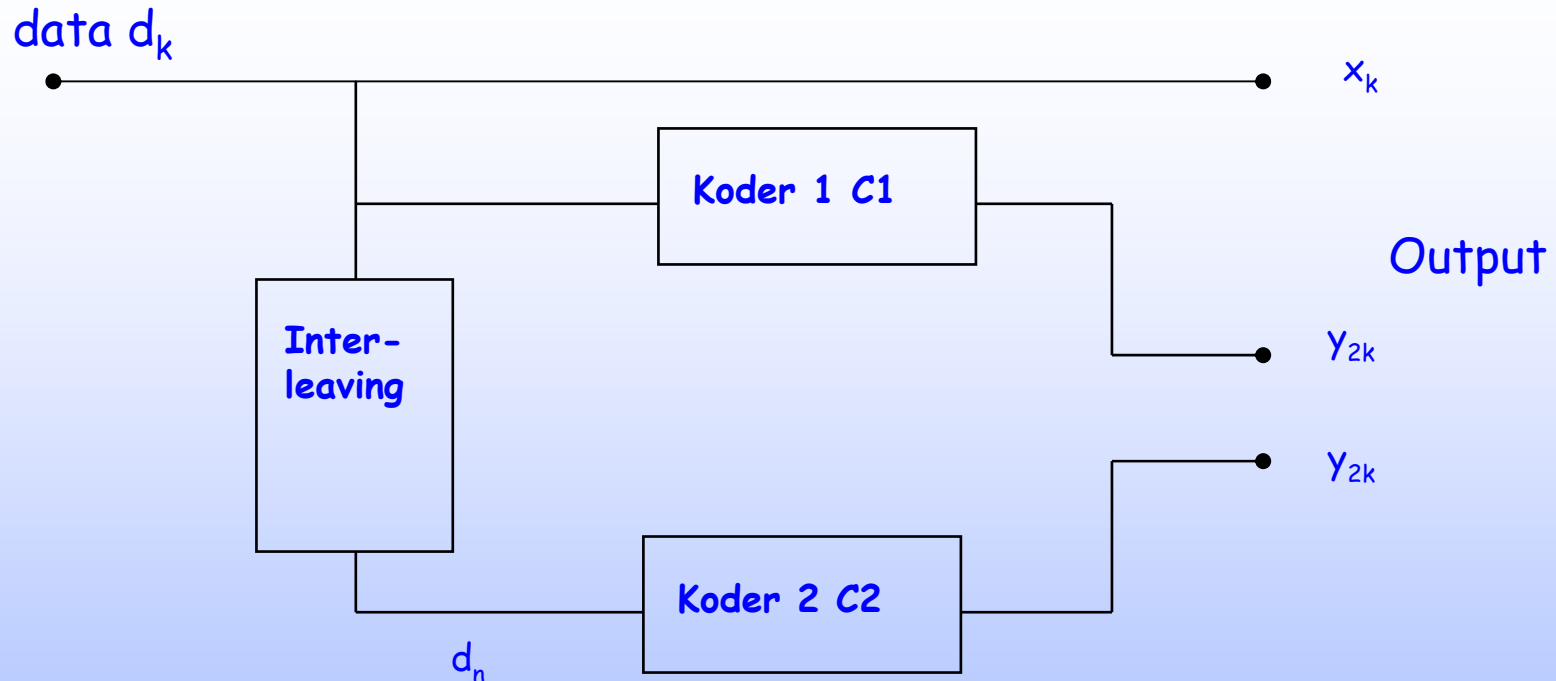 data dₖ
xₖ
Koder 1 C1
Output
Inter-
leaving
y₂ₖ
y₂ₖ
Koder 2 C2
dₙ